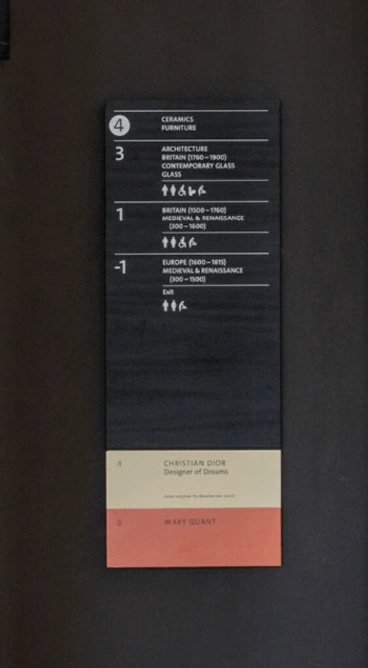 4
CERAMICS
FURNITURE
3
ARCHITECTURE
BRITAIN (1760–1900)
CONTEMPORARY GLASS
GLASS
1
BRITAIN (1500–1760)
MEDIEVAL & RENAISSANCE
(300–1600)
-1
EUROPE (1600–1815)
MEDIEVAL & RENAISSANCE
(300–1500)
Exit
CHRISTIAN DIOR
Designer of Dreams
0
MARY QUANT